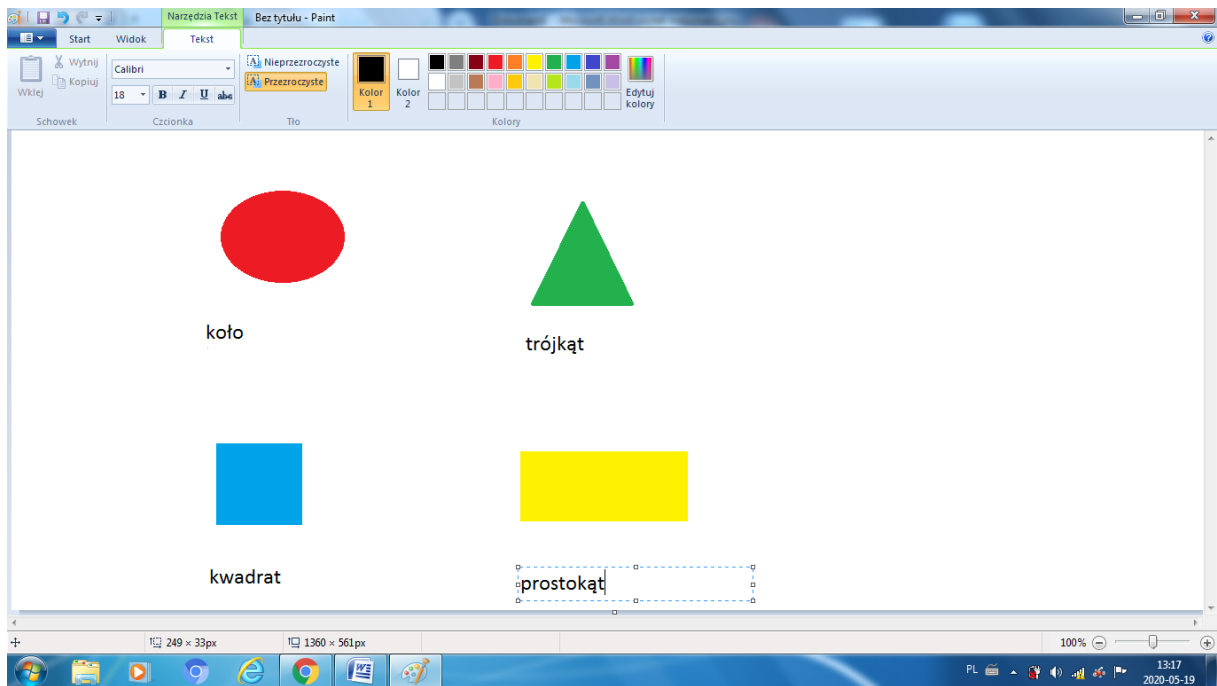 Narzędzia Tekst
Bez tytułu - Paint
Start
Widok
Tekst
Wklej
Wytnij
Kopiuj
Schowek
Calibri
18
B I U abc
Czcionka
Nieprzezroczyste
Przezroczyste
Tło
Kolor 1
Kolor 2
Edytuj kolory
Kolory
koło
trójkąt
kwadrat
prostokąt
249 × 33px
1360 × 561px
100%
PL
13:17
2020-05-19